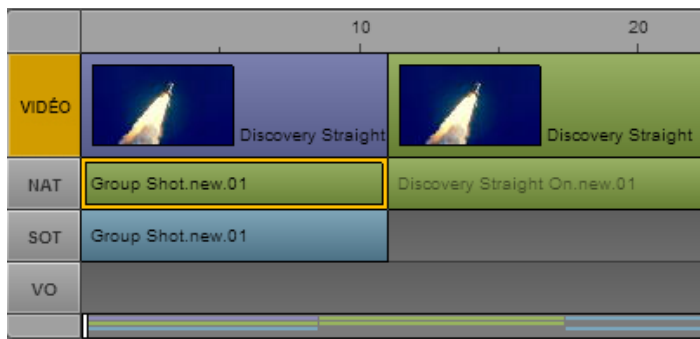 10 20
VIDÉO Discovery Straight Discovery Straight
NAT Group Shot.new.01 Discovery Straight On.new.01
SOT Group Shot.new.01
VO